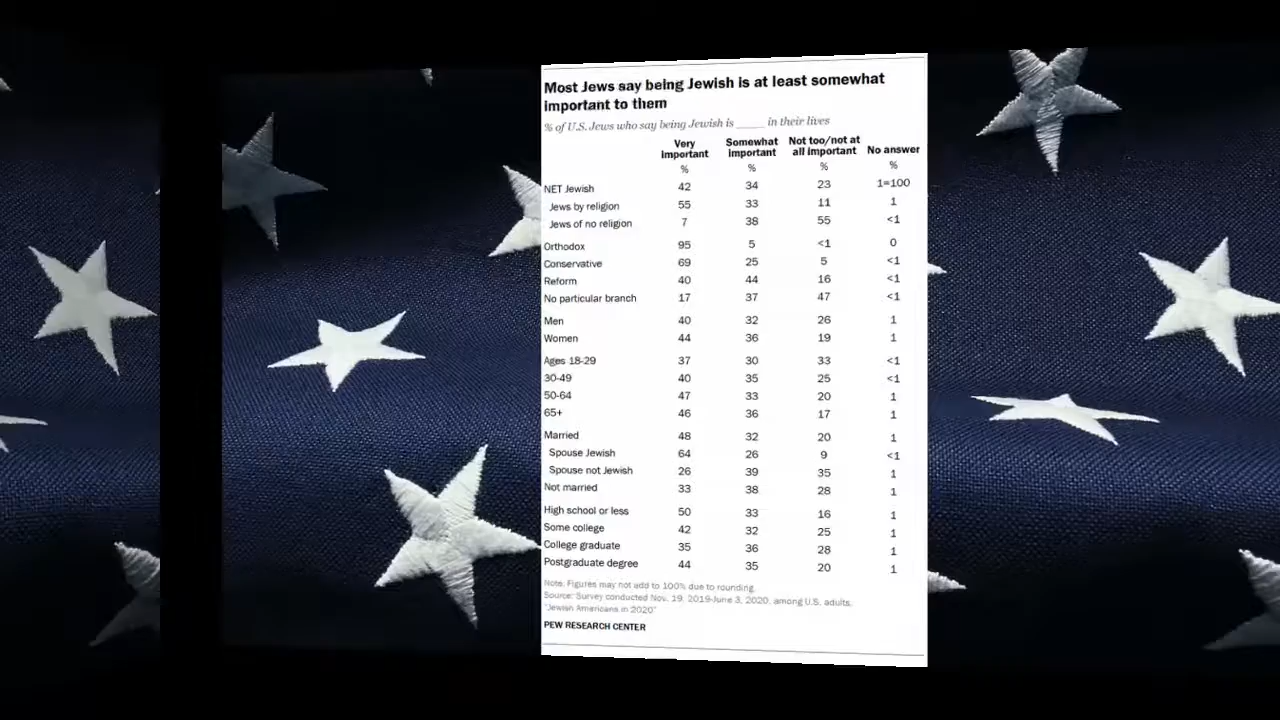 Most Jews say being Jewish is at least somewhat
important to them
% of U.S. Jews who say being Jewish is _____ in their lives
Very important Somewhat important Not too/not at all important No answer
% % % %
NET Jewish 42 34 23 1=100
Jews by religion 55 33 11 1
Jews of no religion 7 38 55 <1
Orthodox 95 5 <1 0
Conservative 69 25 5 <1
Reform 40 44 16 <1
No particular branch 17 37 47 <1
Men 40 32 26 1
Women 44 36 19 1
Ages 18-29 37 30 33 <1
30-49 40 35 25 <1
50-64 47 33 20 1
65+ 46 36 17 1
Married 48 32 20 1
Spouse Jewish 64 26 9 <1
Spouse not Jewish 26 39 35 1
Not married 33 38 28 1
High school or less 50 33 16 1
Some college 42 32 25 1
College graduate 35 36 28 1
Postgraduate degree 44 35 20 1
Note: Figures may not add to 100% due to rounding.
Source: Survey conducted Nov. 19, 2019-June 3, 2020, among U.S. adults.
"Jewish Americans in 2020"
PEW RESEARCH CENTER